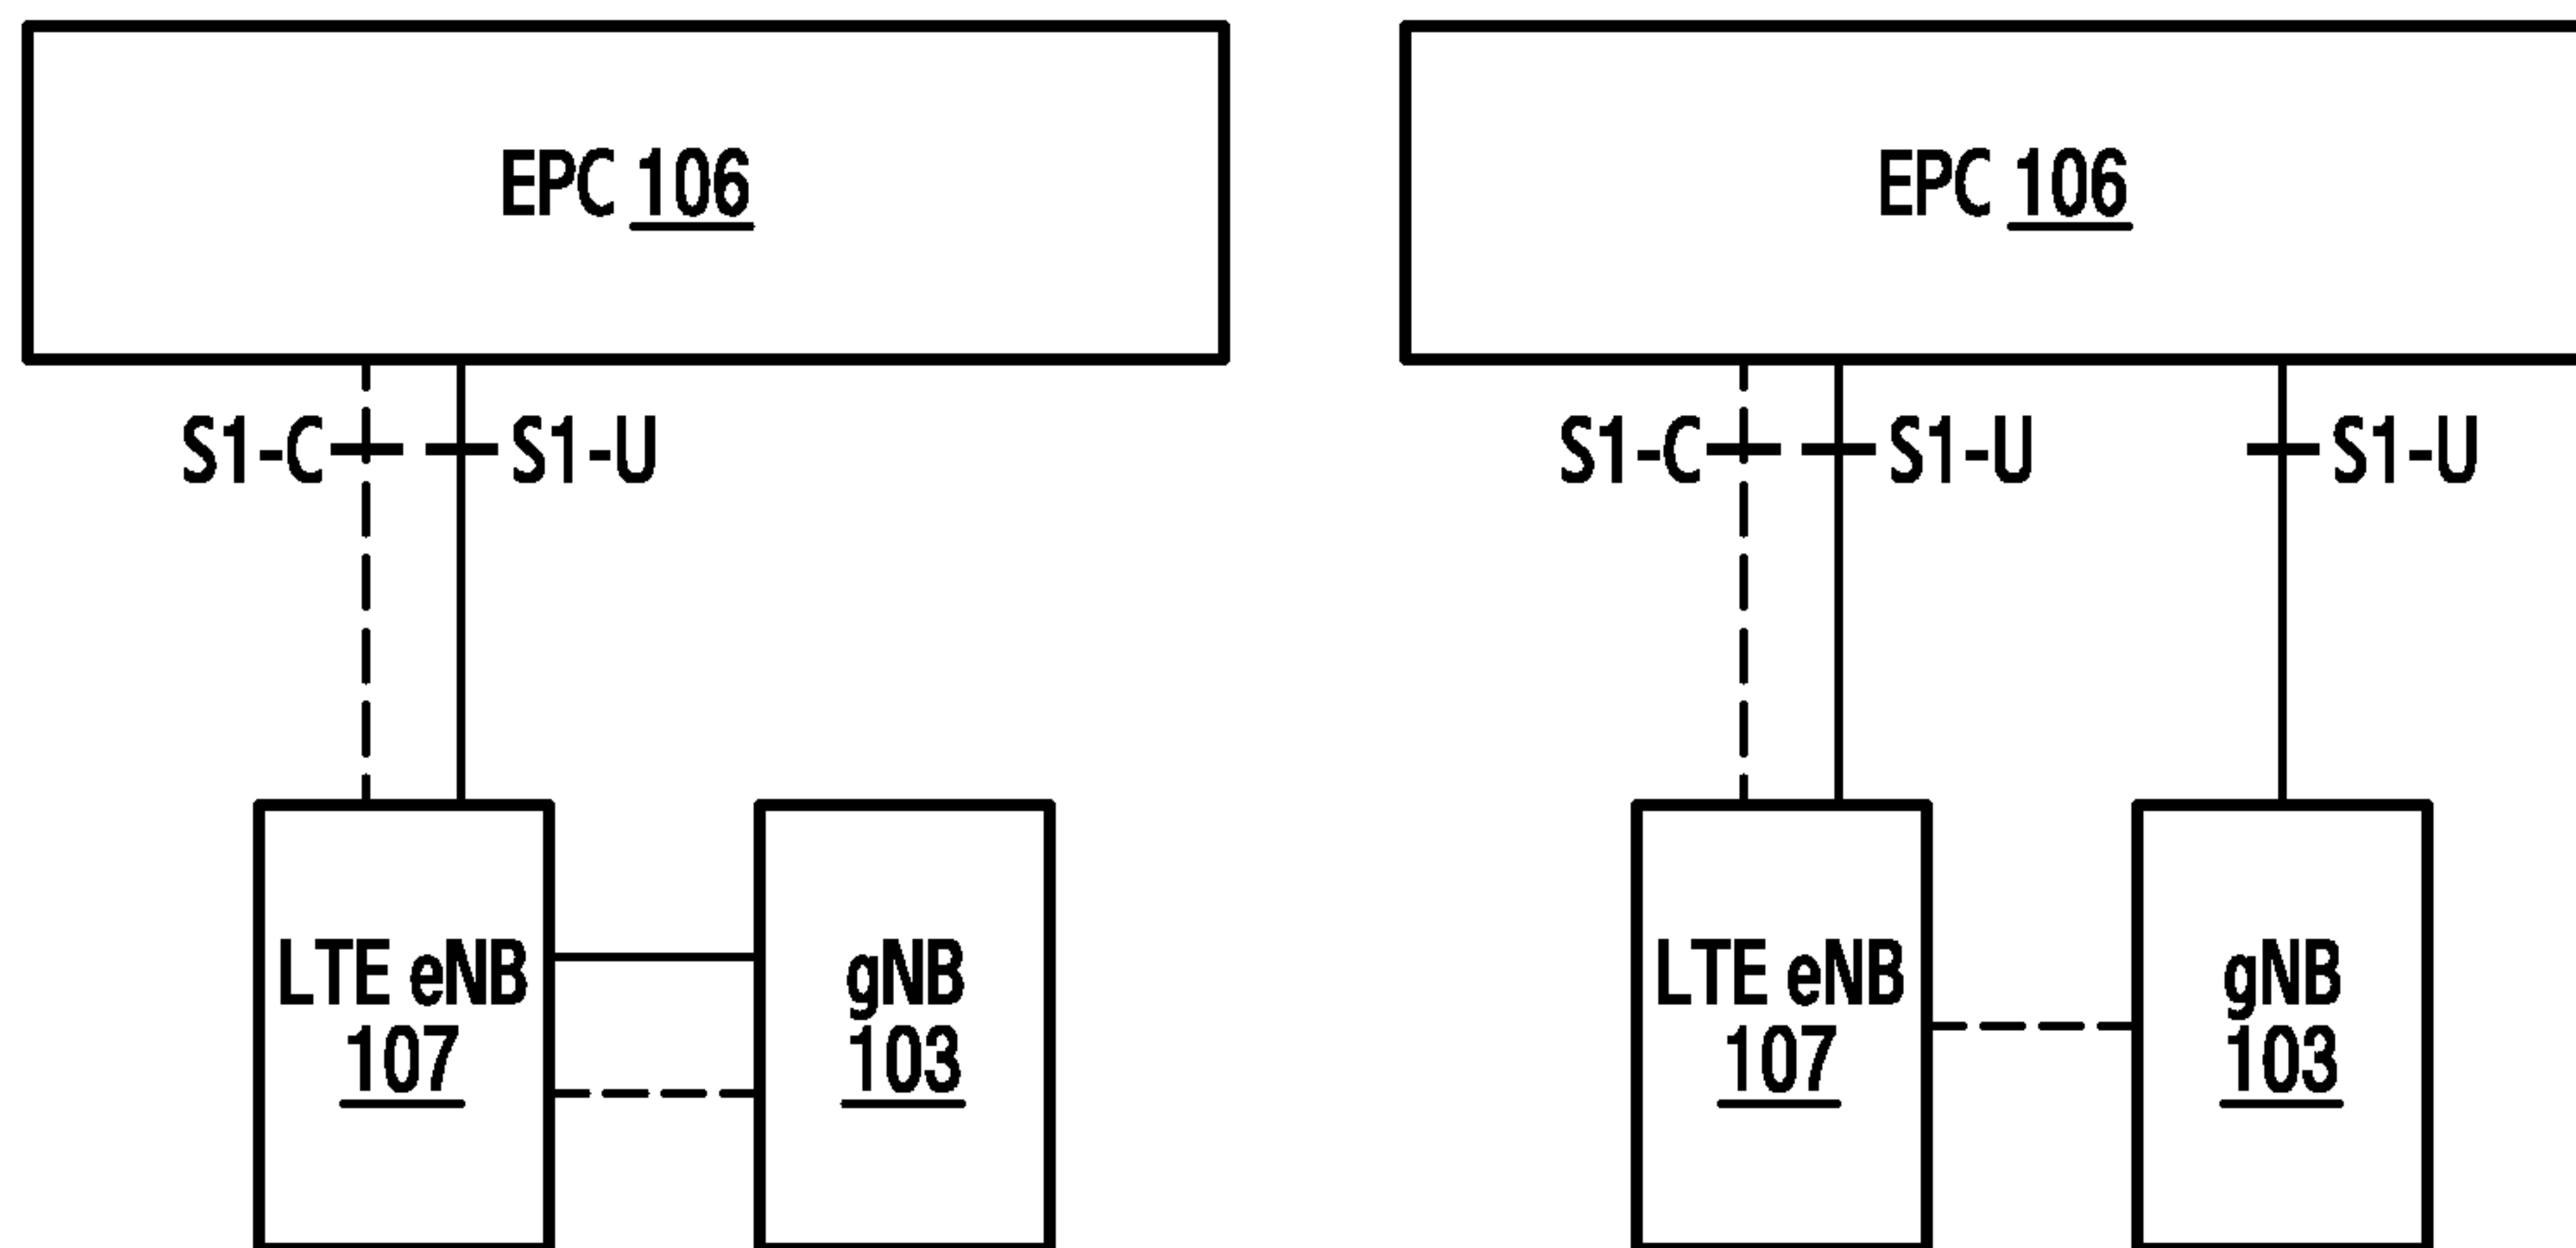 EPC 106
EPC 106
S1-C
S1-U
S1-C
S1-U
S1-U
LTE eNB
107
gNB
103
LTE eNB
107
gNB
103